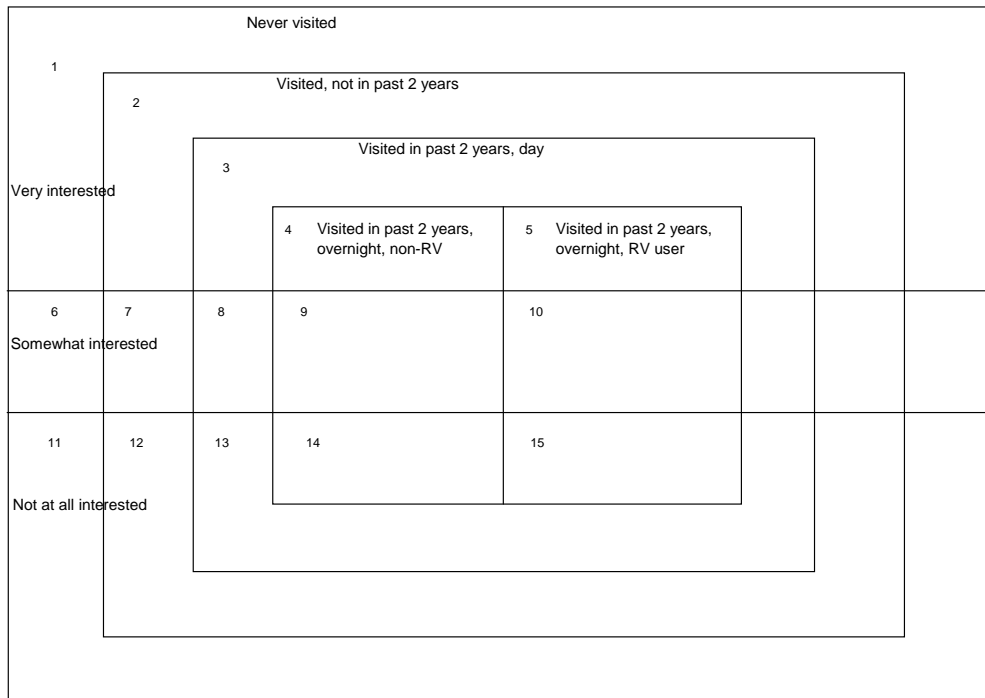 Never visited
1
Visited, not in past 2 years
2
Visited in past 2 years, day
3
Very interested
4 Visited in past 2 years,
overnight, non-RV
5 Visited in past 2 years,
overnight, RV user
6 7 8 9 10
Somewhat interested
11 12 13 14 15
Not at all interested